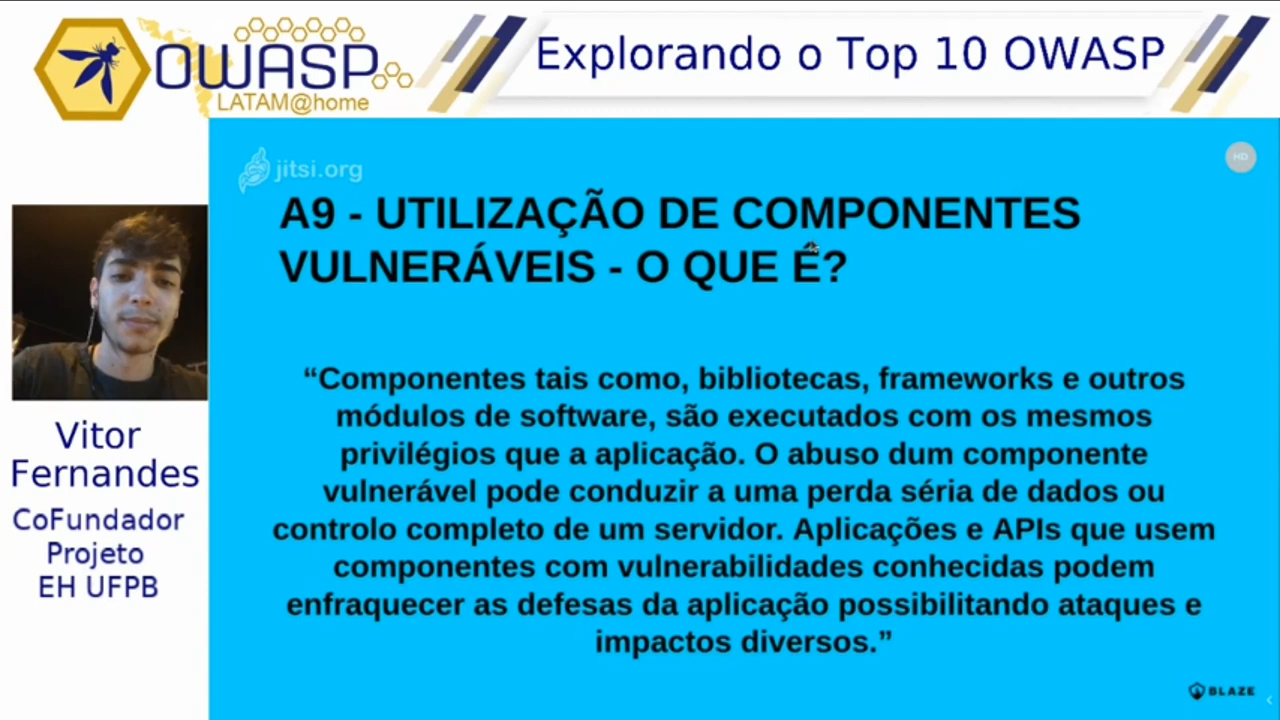 OWASP
LATAM@home
Explorando o Top 10 OWASP
jitsi.org
HD
A9 - UTILIZAÇÃO DE COMPONENTES
VULNERÁVEIS - O QUE É?
“Componentes tais como, bibliotecas, frameworks e outros
módulos de software, são executados com os mesmos
privilégios que a aplicação. O abuso dum componente
vulnerável pode conduzir a uma perda séria de dados ou
controlo completo de um servidor. Aplicações e APIs que usem
componentes com vulnerabilidades conhecidas podem
enfraquecer as defesas da aplicação possibilitando ataques e
impactos diversos.”
Vitor
Fernandes
CoFundador
Projeto
EH UFPB
BLAZE